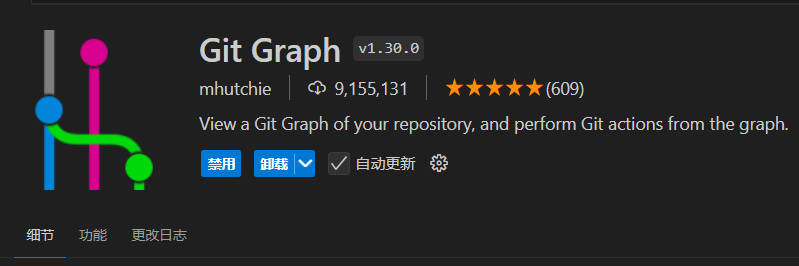 Git Graph v1.30.0
mhutchie 9,155,131 (609)
View a Git Graph of your repository, and perform Git actions from the graph.
禁用 卸载 自动更新
细节 功能 更改日志